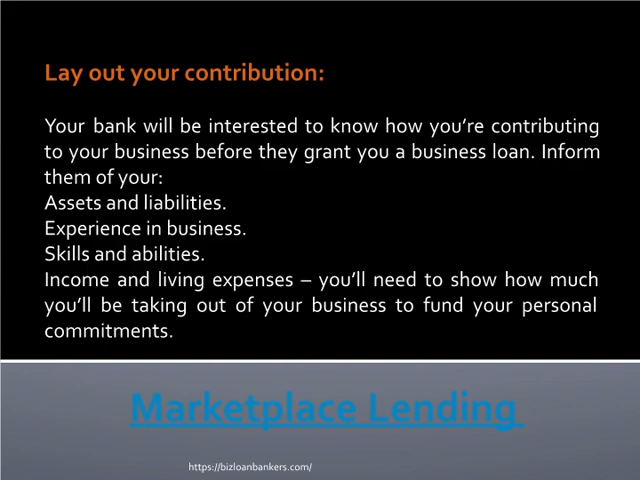 Lay out your contribution:
Your bank will be interested to know how you’re contributing
to your business before they grant you a business loan. Inform
them of your:
Assets and liabilities.
Experience in business.
Skills and abilities.
Income and living expenses – you’ll need to show how much
you’ll be taking out of your business to fund your personal
commitments.
Marketplace Lending
https://bizloanbankers.com/